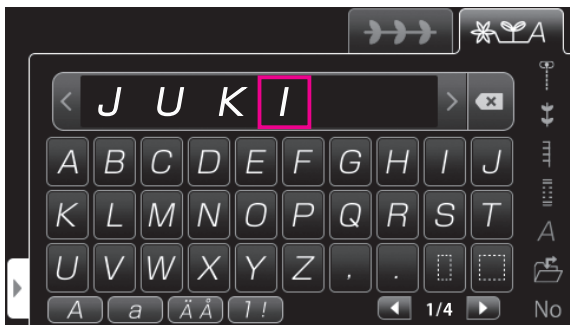 A
J U K I
A B C D E F G H I J
K L M N O P Q R S T
U V W X Y Z , .
A
A a Ä Å 1 ! 1/4 No